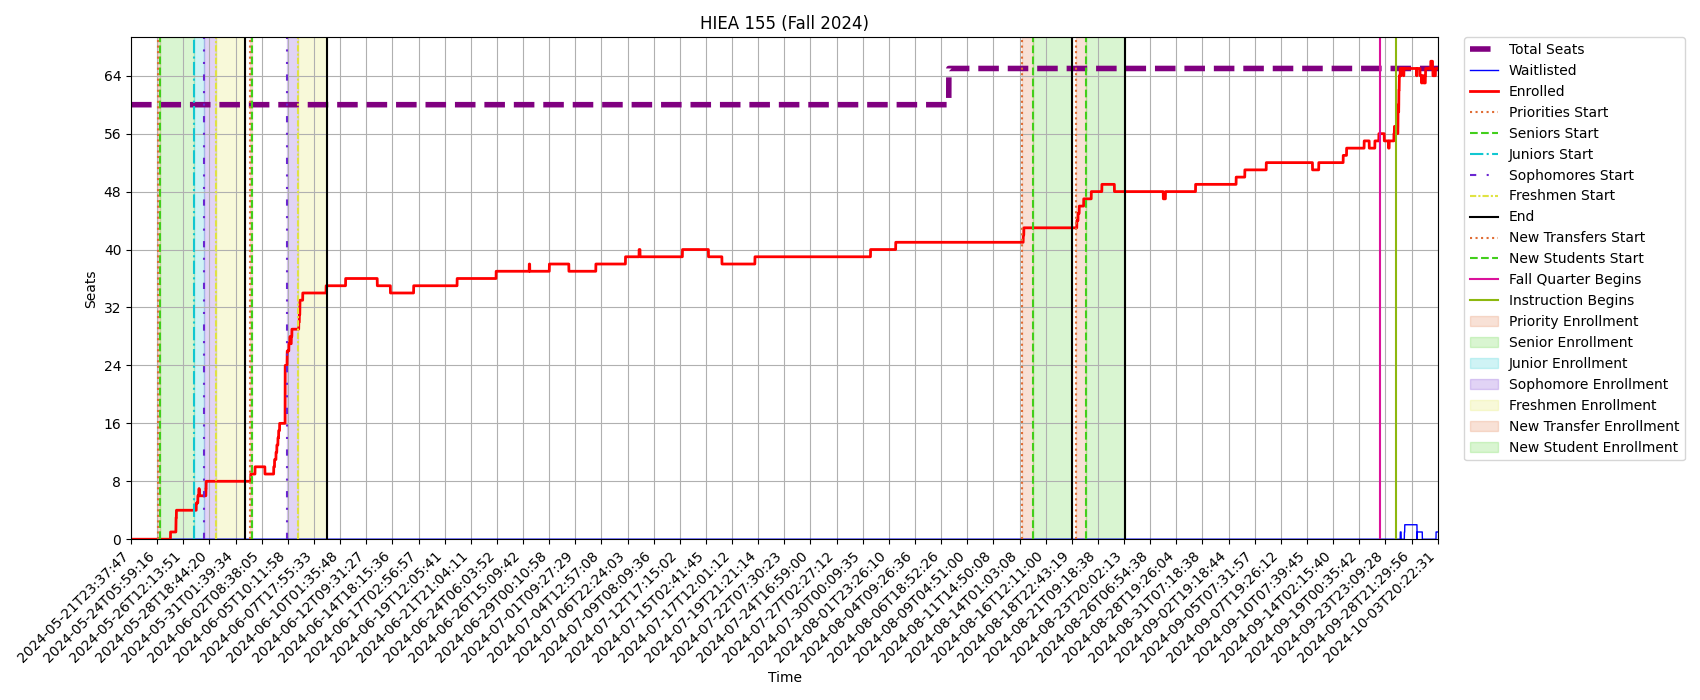 HIEA 155 (Fall 2024)
Total Seats
Waitlisted
Enrolled
Priorities Start
Seniors Start
Juniors Start
Sophomores Start
Freshmen Start
End
New Transfers Start
New Students Start
Fall Quarter Begins
Instruction Begins
Priority Enrollment
Senior Enrollment
Junior Enrollment
Sophomore Enrollment
Freshmen Enrollment
New Transfer Enrollment
New Student Enrollment
Seats
64
56
48
40
32
24
16
8
0
2024-05-21T23:37:47
2024-05-24T05:59:16
2024-05-26T12:13:51
2024-05-28T18:44:20
2024-05-31T01:39:34
2024-06-02T08:38:05
2024-06-05T10:11:58
2024-06-07T17:55:33
2024-06-10T01:35:48
2024-06-12T09:31:27
2024-06-14T18:15:36
2024-06-17T02:56:57
2024-06-19T12:05:41
2024-06-21T21:04:11
2024-06-24T06:03:52
2024-06-26T15:09:42
2024-06-29T00:10:58
2024-07-01T09:27:29
2024-07-04T12:57:08
2024-07-06T22:24:03
2024-07-09T08:09:36
2024-07-12T17:15:02
2024-07-15T02:41:45
2024-07-17T12:01:12
2024-07-19T21:21:14
2024-07-22T07:30:23
2024-07-24T16:59:00
2024-07-27T02:27:12
2024-07-30T00:09:35
2024-08-01T23:26:10
2024-08-04T09:26:36
2024-08-06T18:52:26
2024-08-09T04:51:00
2024-08-11T14:50:08
2024-08-14T01:03:08
2024-08-16T12:11:00
2024-08-18T22:43:19
2024-08-21T09:18:38
2024-08-23T20:02:13
2024-08-26T06:54:38
2024-08-28T19:26:04
2024-08-31T07:18:38
2024-09-02T19:18:44
2024-09-05T07:31:57
2024-09-07T19:26:12
2024-09-10T07:39:45
2024-09-14T02:15:40
2024-09-19T00:35:42
2024-09-23T23:09:28
2024-09-28T21:29:56
2024-10-03T20:22:31
Time